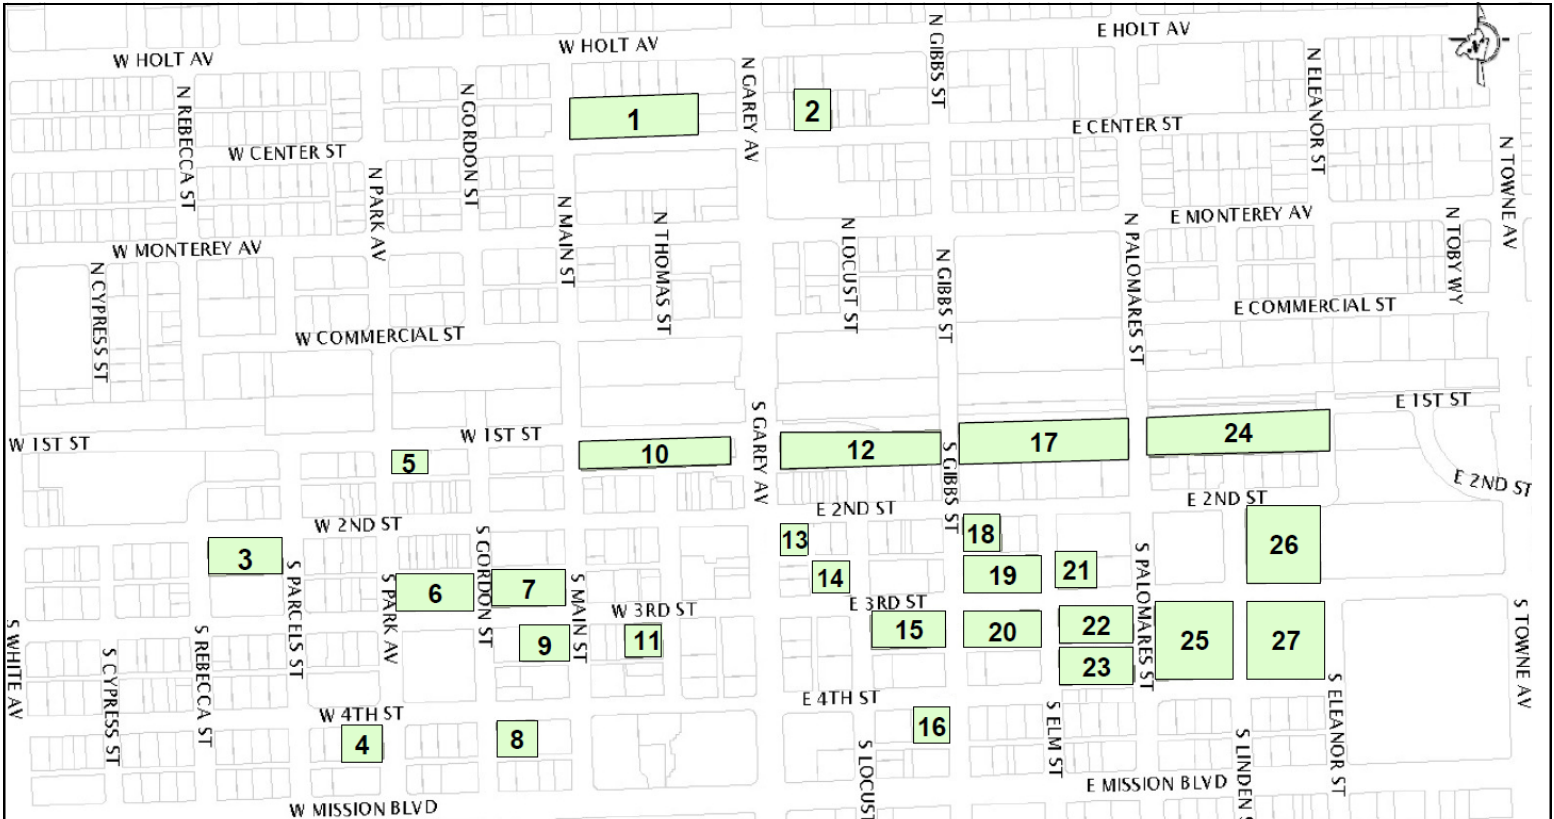 W HOLT AV
W HOLT AV
E HOLT AV
N GIBBS ST
N REBECCA ST
N GORDON ST
N GAREY AV
N ELEANOR ST
1
2
W CENTER ST
E CENTER ST
N TOWNE AV
N PARK AV
N MAIN ST
N THOMAS ST
N LOCUST ST
N PALOMARES ST
E MONTEREY AV
N TOBY WY
W MONTEREY AV
N CYPRESS ST
N GIBBS ST
W COMMERCIAL ST
E COMMERCIAL ST
S GAREY AV
E 1ST ST
W 1ST ST
W 1ST ST
5
10
12
S GIBBS ST
17
24
E 2ND ST
E 2ND ST
E 2ND ST
W 2ND ST
3
S PARCELS ST
S PARK AV
6
S GORDON ST
7
S MAIN ST
13
14
18
19
21
S PALOMARES ST
26
W 3RD ST
E 3RD ST
9
11
15
20
22
23
25
27
S WHITE AV
S CYPRESS ST
S REBECCA ST
S TOWNE AV
W 4TH ST
E 4TH ST
4
8
16
S LOCUST
S ELM ST
S LINDEN S
S ELEANOR ST
E MISSION BLVD
W MISSION BLVD